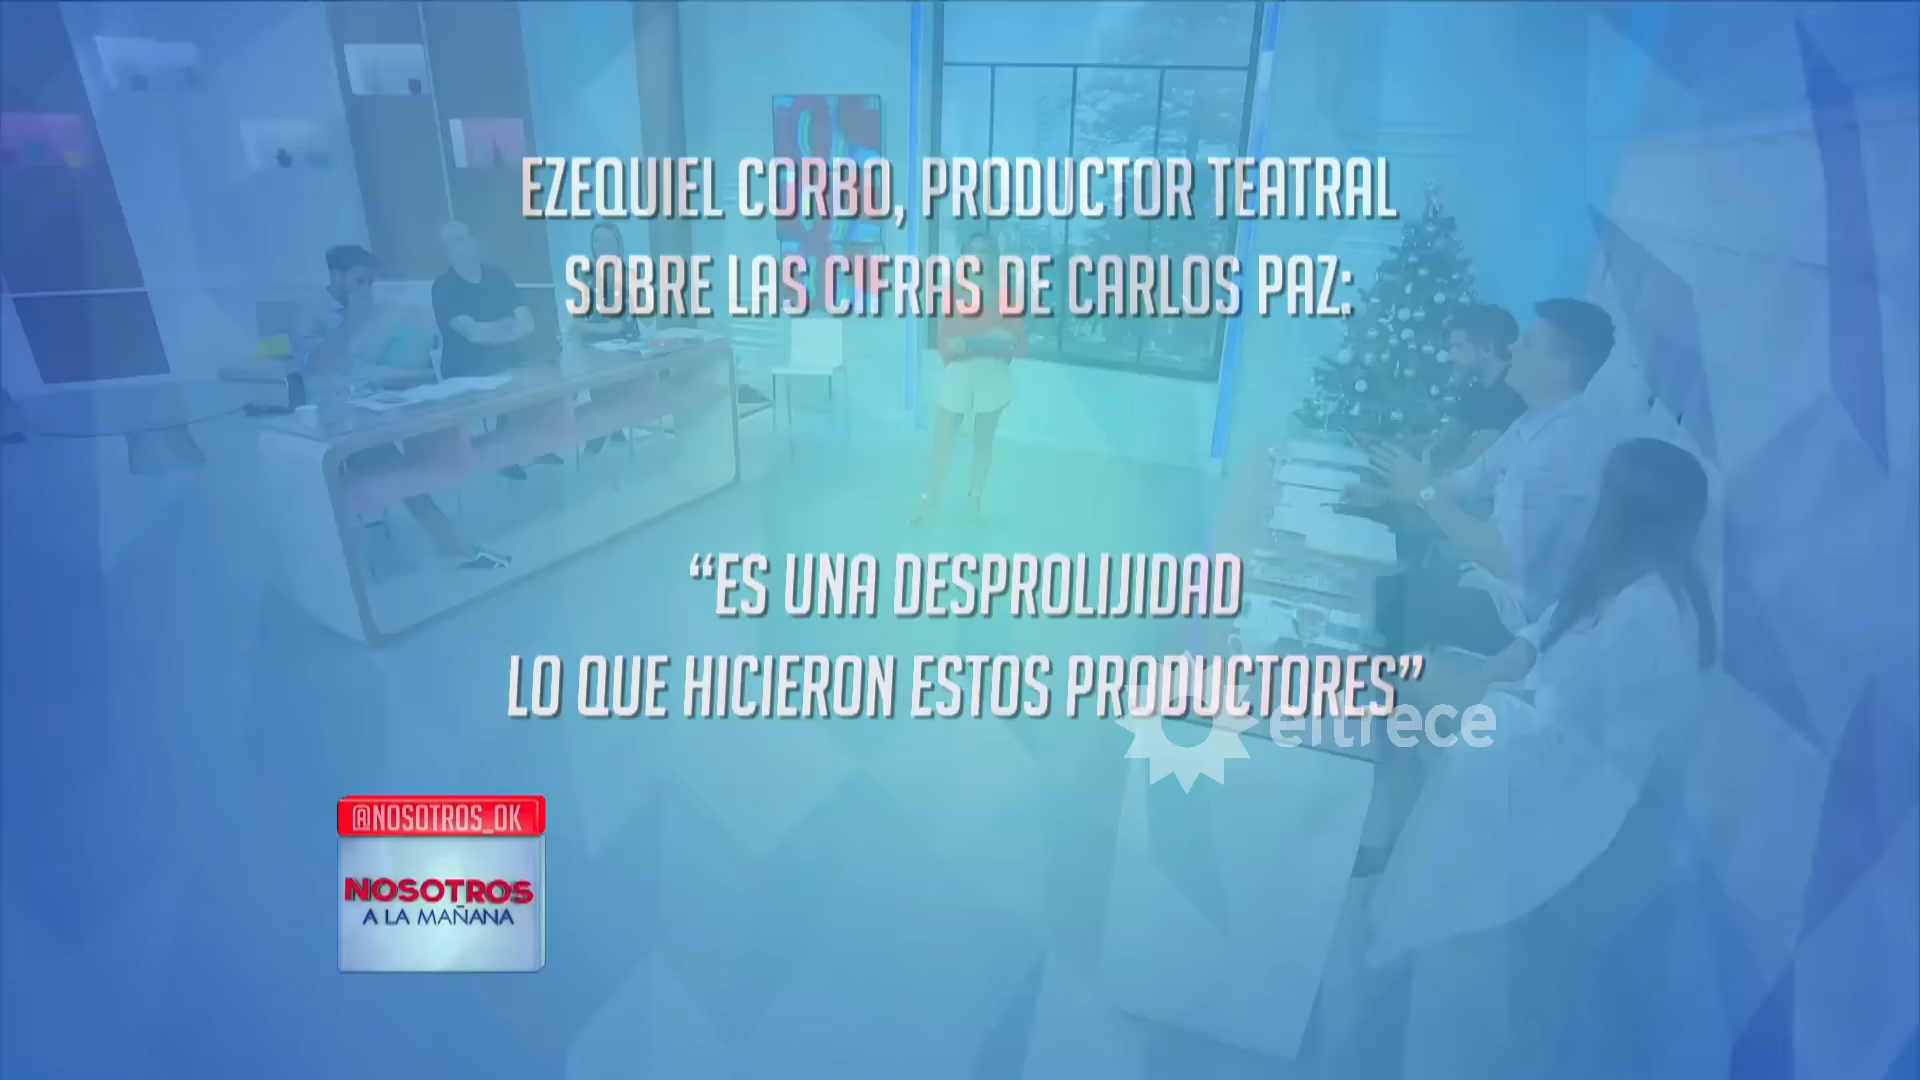 EZEQUIEL CORBO, PRODUCTOR TEATRAL
SOBRE LAS CIFRAS DE CARLOS PAZ:
“ES UNA DESPROLIJIDAD
LO QUE HICIERON ESTOS PRODUCTORES”
eltrece
@NOSOTROS_OK
NOSOTROS
A LA MAÑANA